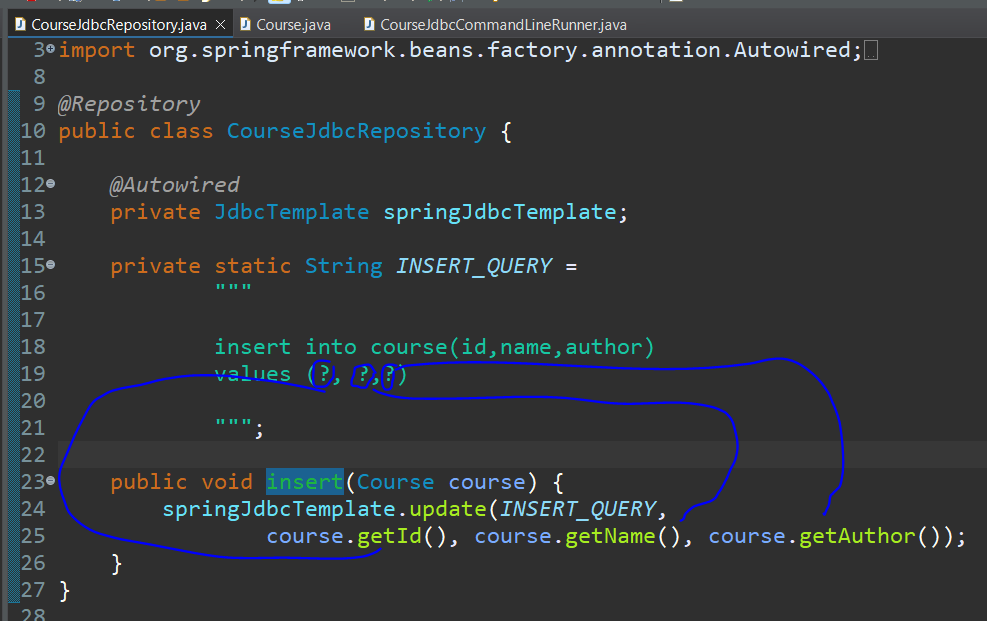 CourseJdbcRepository.java Course.java CourseJdbcCommandLineRunner.java
3 import org.springframework.beans.factory.annotation.Autowired;
8
9 @Repository
10 public class CourseJdbcRepository {
11
12 @Autowired
13 private JdbcTemplate springJdbcTemplate;
14
15 private static String INSERT_QUERY =
16 """
17
18 insert into course(id,name,author)
19 values (?, ?,?)
20
21 """;
22
23 public void insert(Course course) {
24 springJdbcTemplate.update(INSERT_QUERY,
25 course.getId(), course.getName(), course.getAuthor());
26 }
27 }
28